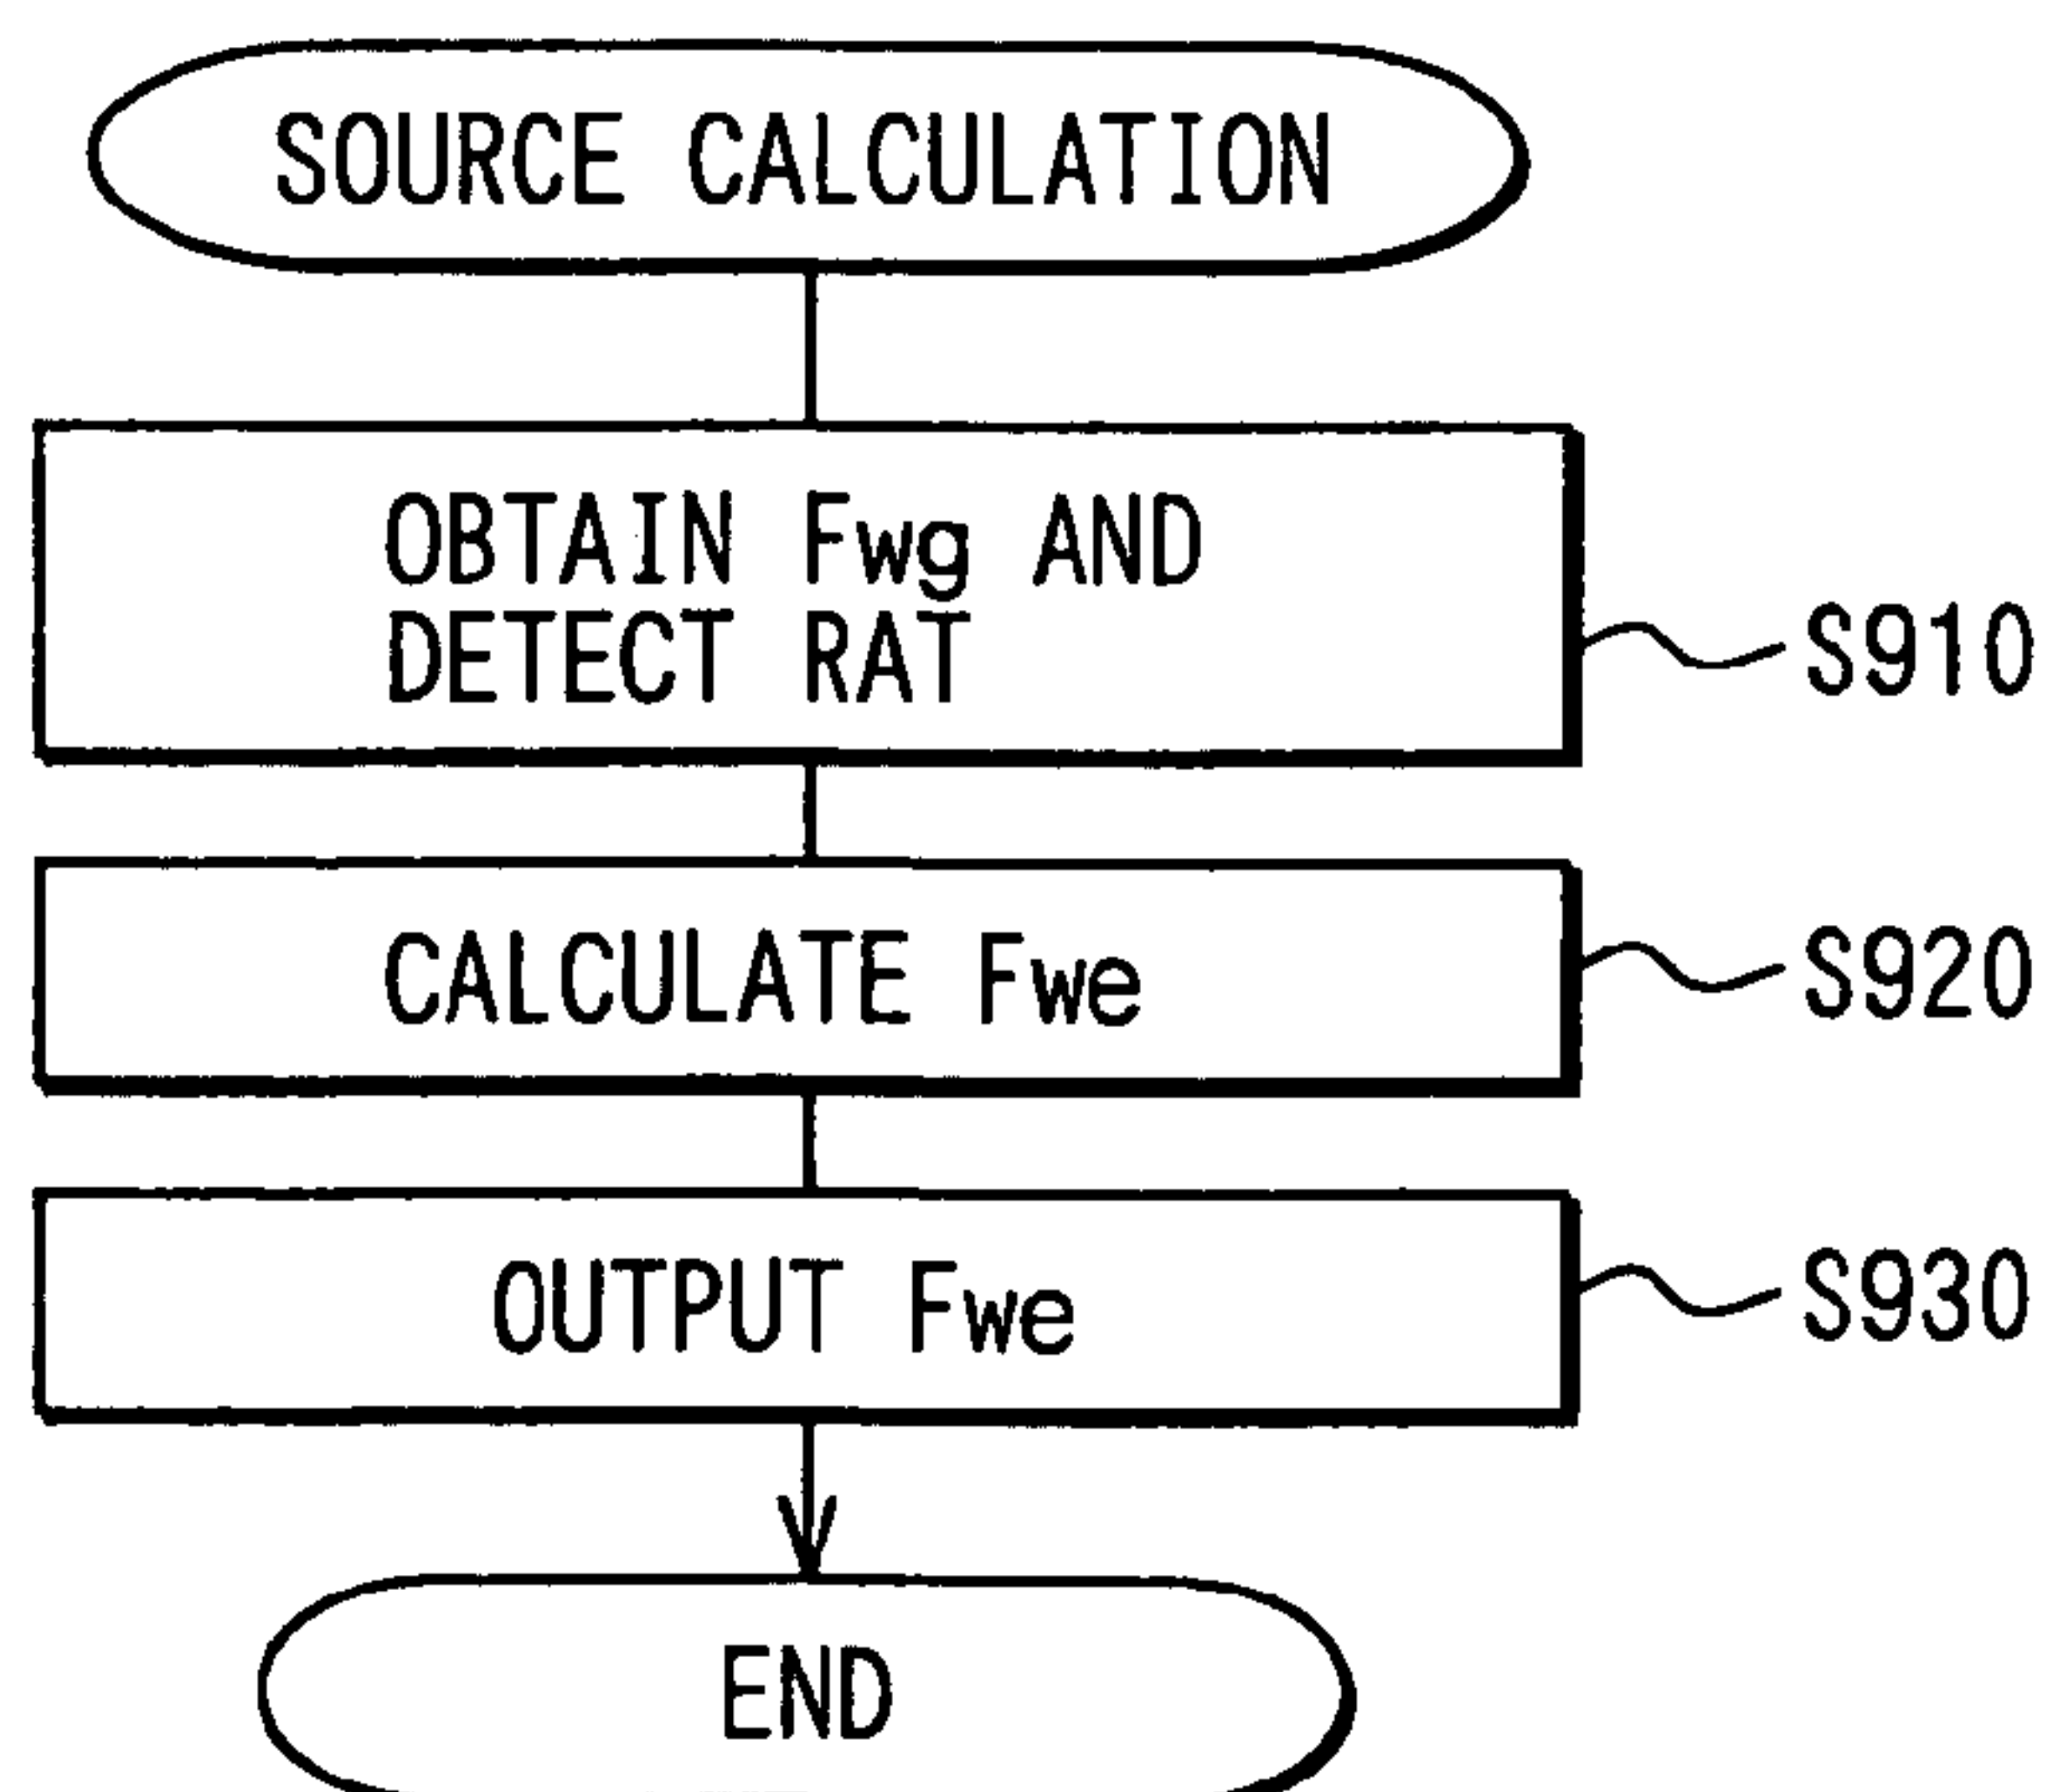 SOURCE CALCULATION
OBTAIN Fwg AND
DETECT RAT
S910
CALCULATE Fwe
S920
OUTPUT Fwe
S930
END